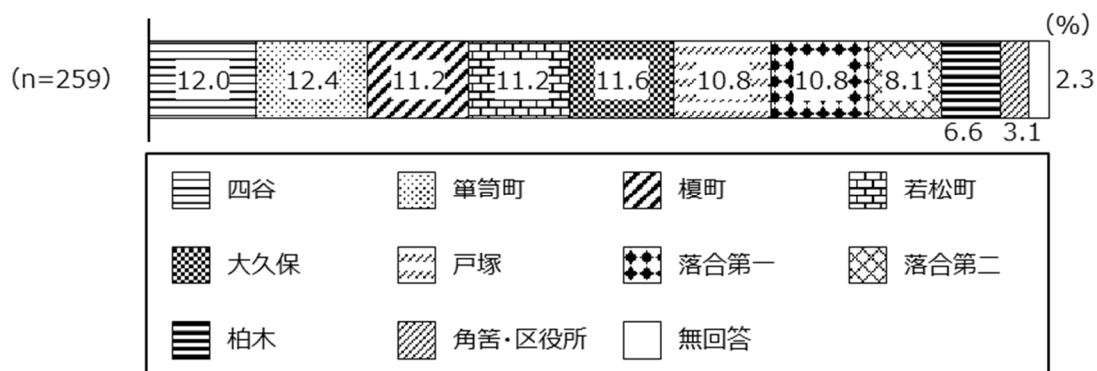 (%)
(n=259) 12.0 12.4 11.2 11.2 11.6 10.8 10.8 8.1 2.3
6.6 3.1
四谷 箪笥町 榎町 若松町
大久保 戸塚 落合第一 落合第二
柏木 角筈・区役所 無回答